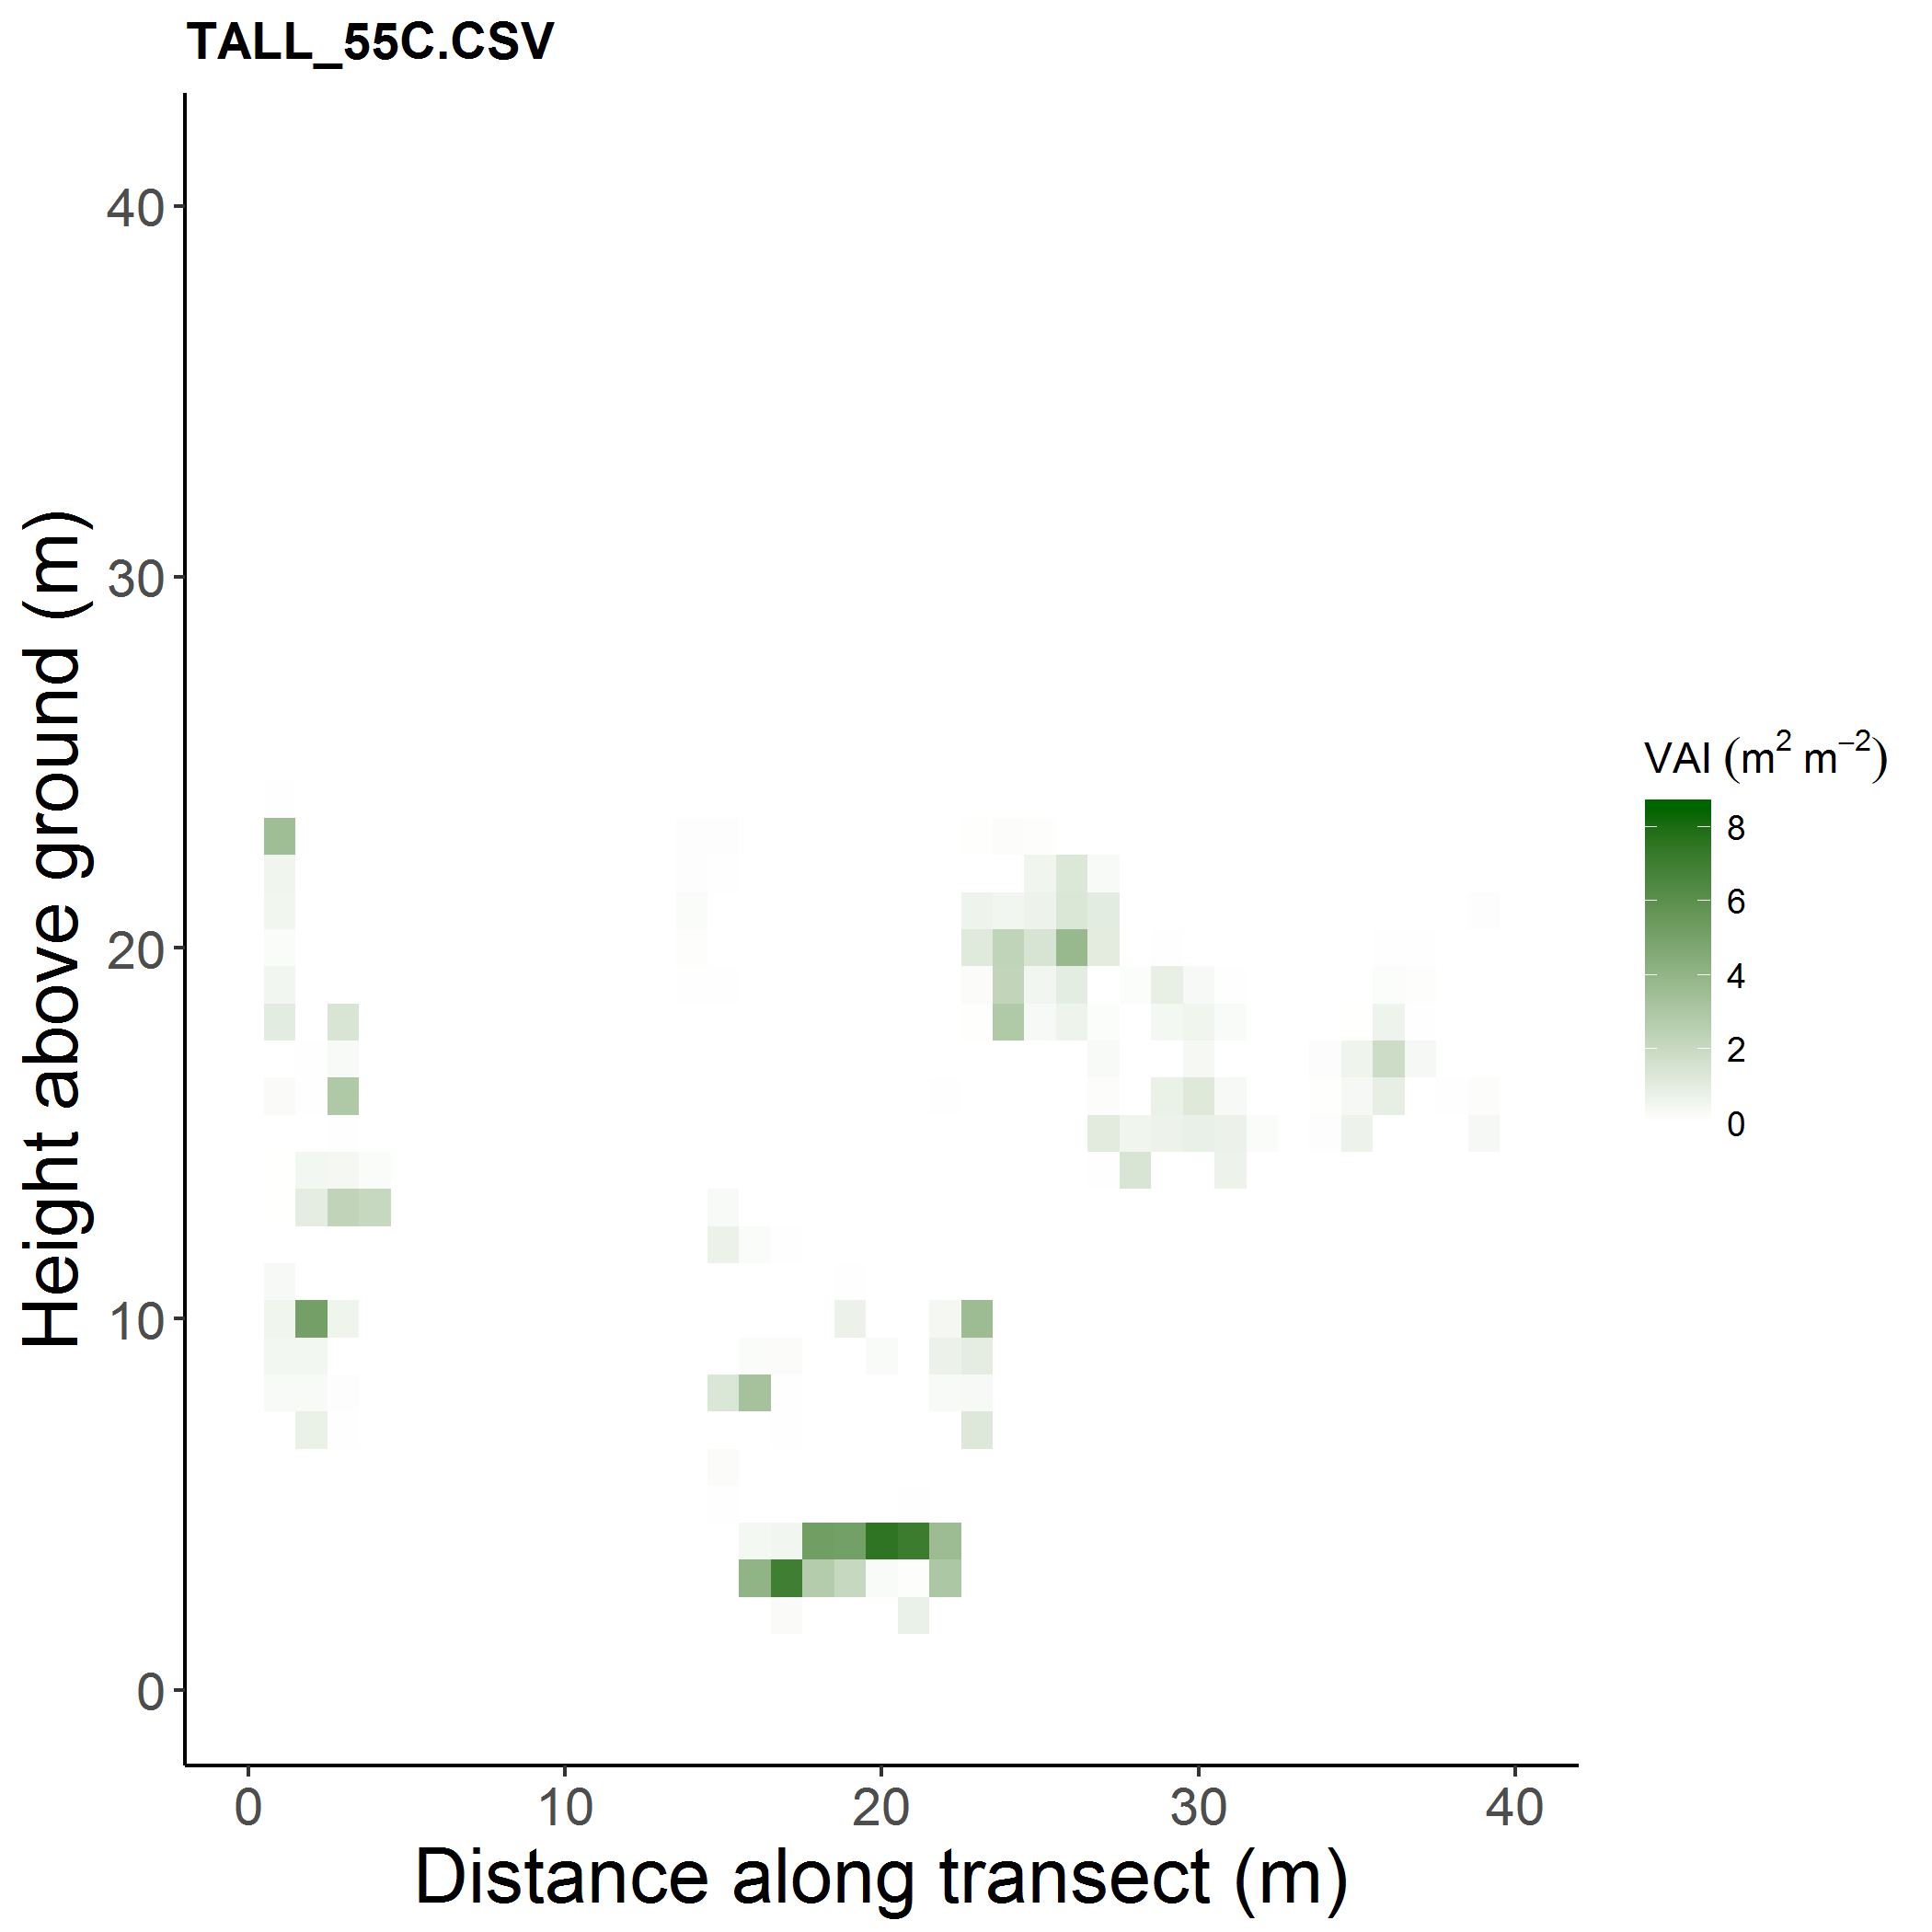 TALL_55C.CSV
40
30
20
10
0
Height above ground (m)
0 10 20 30 40
Distance along transect (m)
VAI (m² m⁻²)
8
6
4
2
0